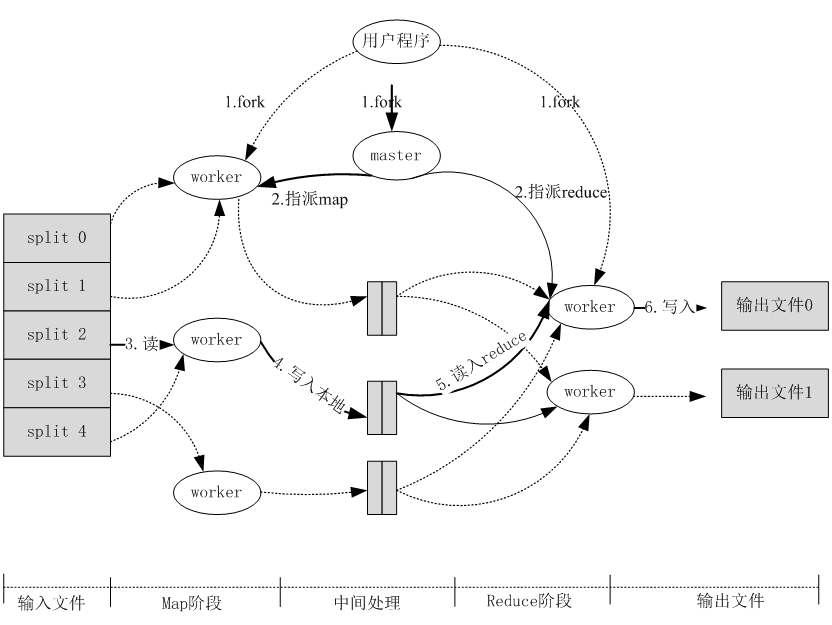 用户程序
1.fork
1.fork
1.fork
master
worker
2.指派map
2.指派reduce
split 0
split 1
split 2
split 3
split 4
3.读
worker
4.写入本地
5.读入reduce
worker
6.写入
输出文件0
worker
输出文件1
worker
输入文件
Map阶段
中间处理
Reduce阶段
输出文件